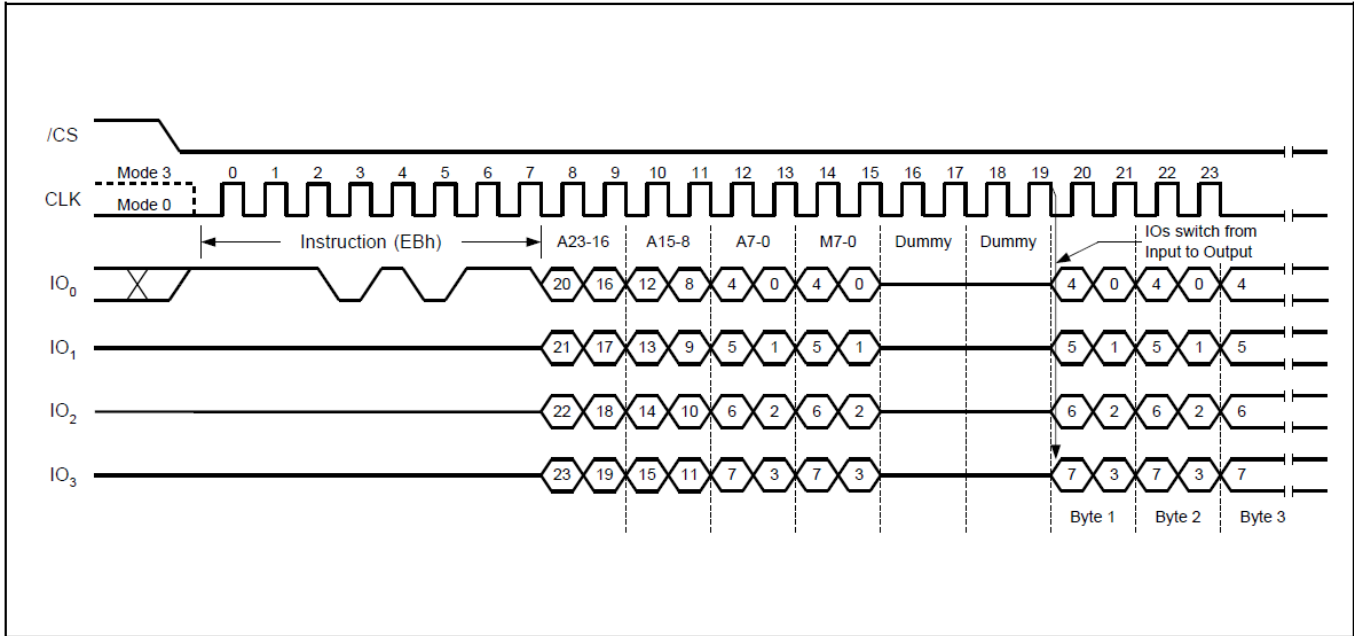 /CS
Mode 3 0 1 2 3 4 5 6 7 8 9 10 11 12 13 14 15 16 17 18 19 20 21 22 23
CLK
Mode 0
Instruction (EBh) A23-16 A15-8 A7-0 M7-0 Dummy Dummy IOs switch from
Input to Output
IO0 20 16 12 8 4 0 4 0 4 0 4 0 4
IO1 21 17 13 9 5 1 5 1 5 1 5 1 5
IO2 22 18 14 10 6 2 6 2 6 2 6 2 6
IO3 23 19 15 11 7 3 7 3 7 3 7 3 7
Byte 1 Byte 2 Byte 3